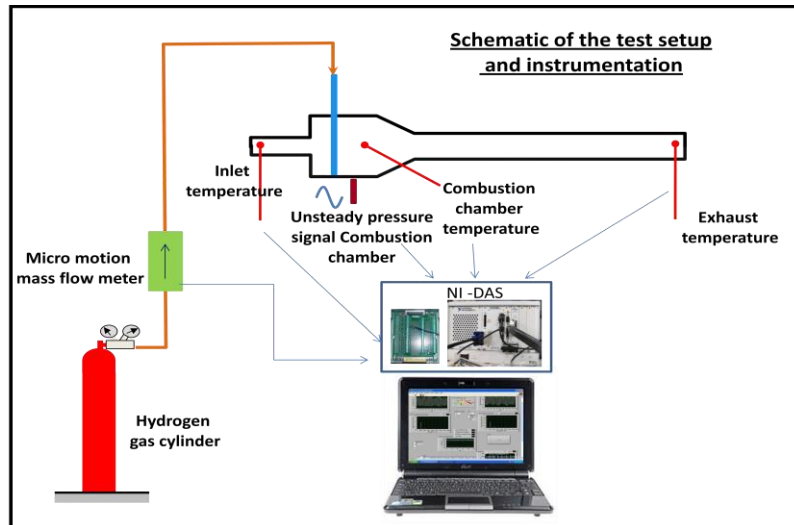 Schematic of the test setup
and instrumentation
Inlet
temperature
Unsteady pressure
signal Combustion
chamber
Combustion
chamber
temperature
Exhaust
temperature
Micro motion
mass flow meter
NI -DAS
Hydrogen
gas cylinder